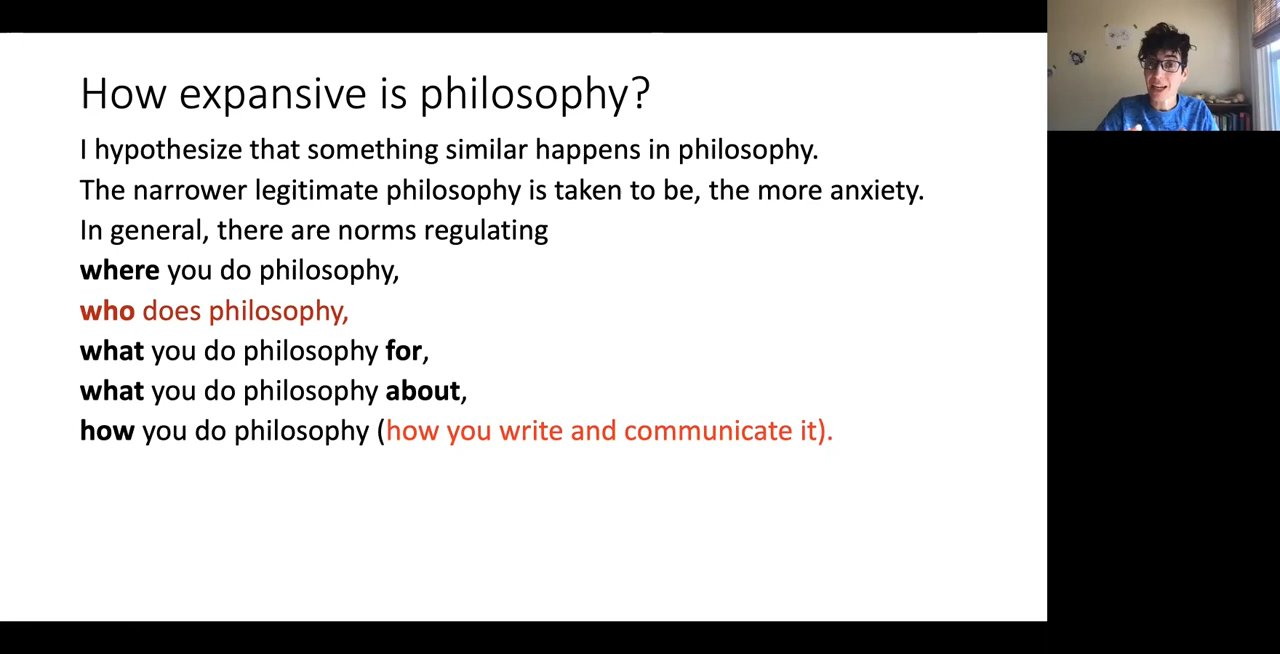 How expansive is philosophy?
I hypothesize that something similar happens in philosophy.
The narrower legitimate philosophy is taken to be, the more anxiety.
In general, there are norms regulating
where you do philosophy,
who does philosophy,
what you do philosophy for,
what you do philosophy about,
how you do philosophy (how you write and communicate it).